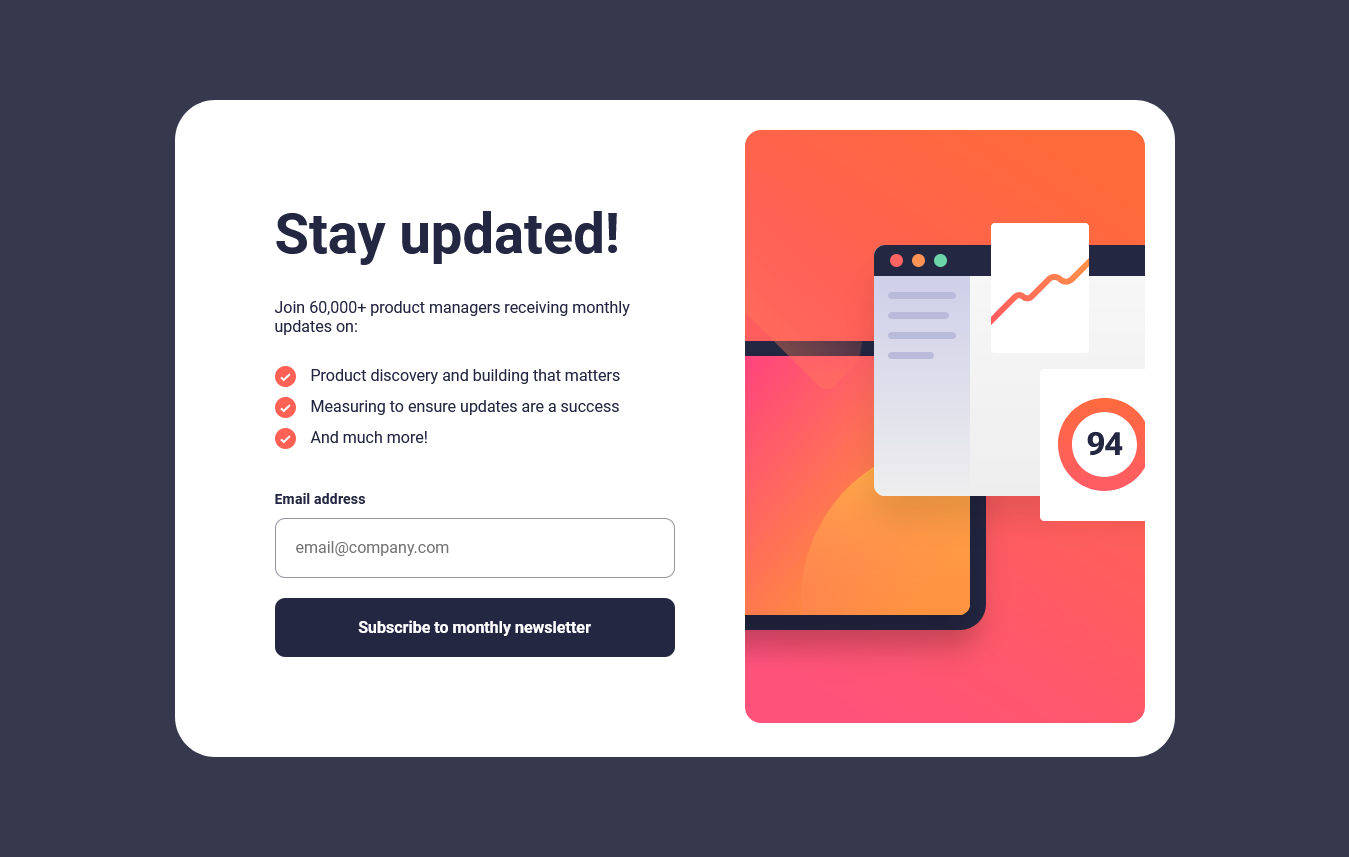 Stay updated!
Join 60,000+ product managers receiving monthly
updates on:
Product discovery and building that matters
Measuring to ensure updates are a success
And much more!
Email address
email@company.com
Subscribe to monthly newsletter
94